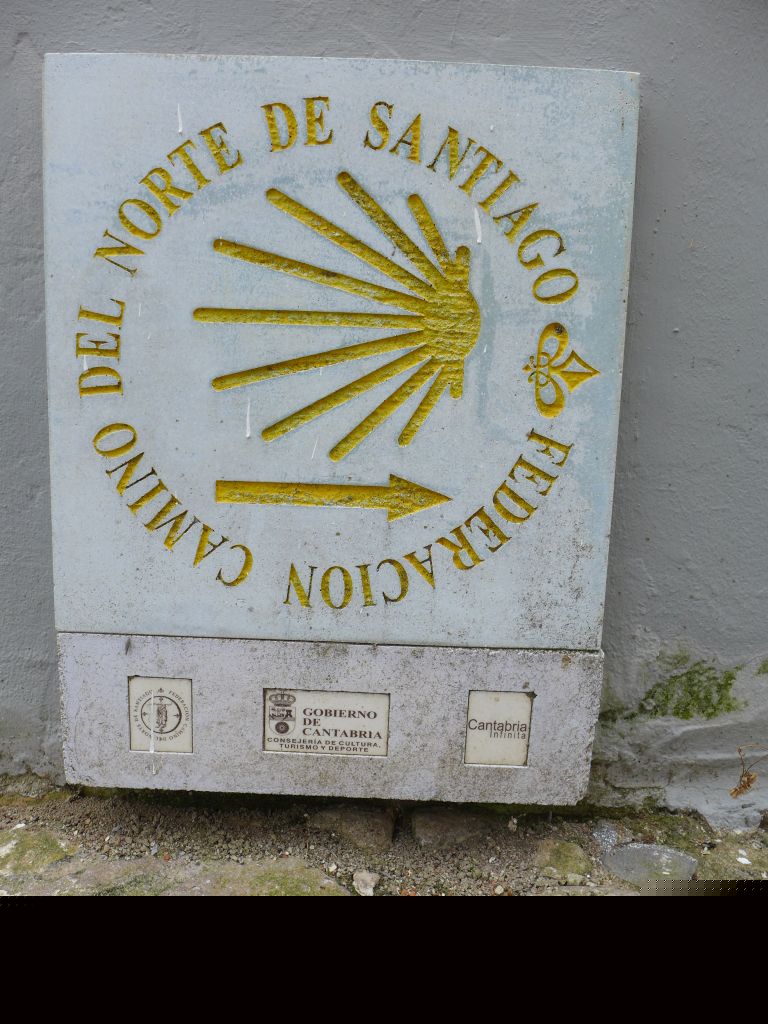 FEDERACION CAMINO DEL NORTE DE SANTIAGO
GOBIERNO
DE
CANTABRIA
CONSEJERÍA DE CULTURA,
TURISMO Y DEPORTE
Cantabria
Infinita